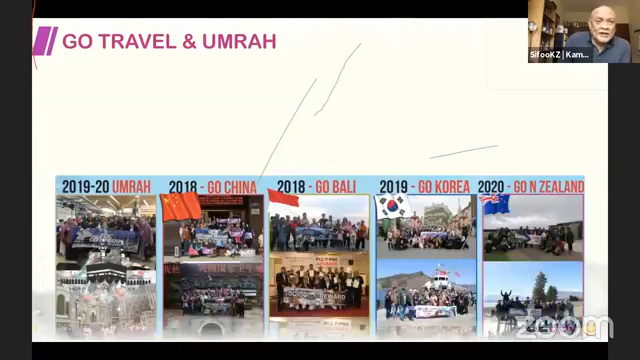 GO TRAVEL & UMRAH
SifooKZ | Kam...
2019-20 UMRAH
2018 - GO CHINA
2018 - GO BALI
2019 - GO KOREA
2020 - GO N ZEALAND
zoom